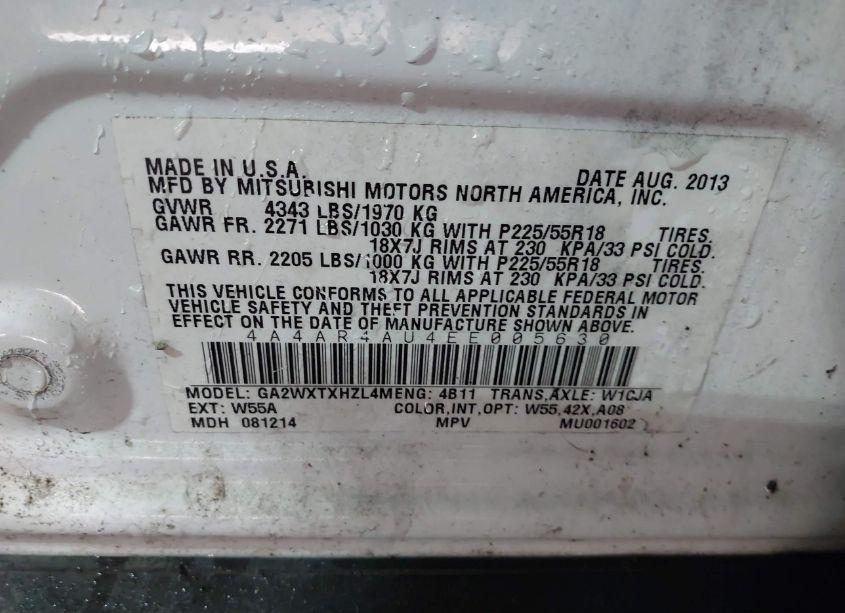 MADE IN U.S.A. DATE AUG. 2013
MFD BY MITSUBISHI MOTORS NORTH AMERICA, INC.
GVWR 4343 LBS/1970 KG
GAWR FR. 2271 LBS/1030 KG WITH P225/55R18 TIRES.
18X7J RIMS AT 230 KPA/33 PSI COLD.
GAWR RR. 2205 LBS/1000 KG WITH P225/55R18 TIRES.
18X7J RIMS AT 230 KPA/33 PSI COLD.
THIS VEHICLE CONFORMS TO ALL APPLICABLE FEDERAL MOTOR
VEHICLE SAFETY AND THEFT PREVENTION STANDARDS IN
EFFECT ON THE DATE OF MANUFACTURE SHOWN ABOVE.
4A4AR4AU4EE005630
MODEL: GA2WXTXHZL4MENG: 4B11 TRANS,AXLE: W1CJA
EXT: W55A COLOR,INT,OPT: W55,42X,A08
MDH 081214 MPV MU001602